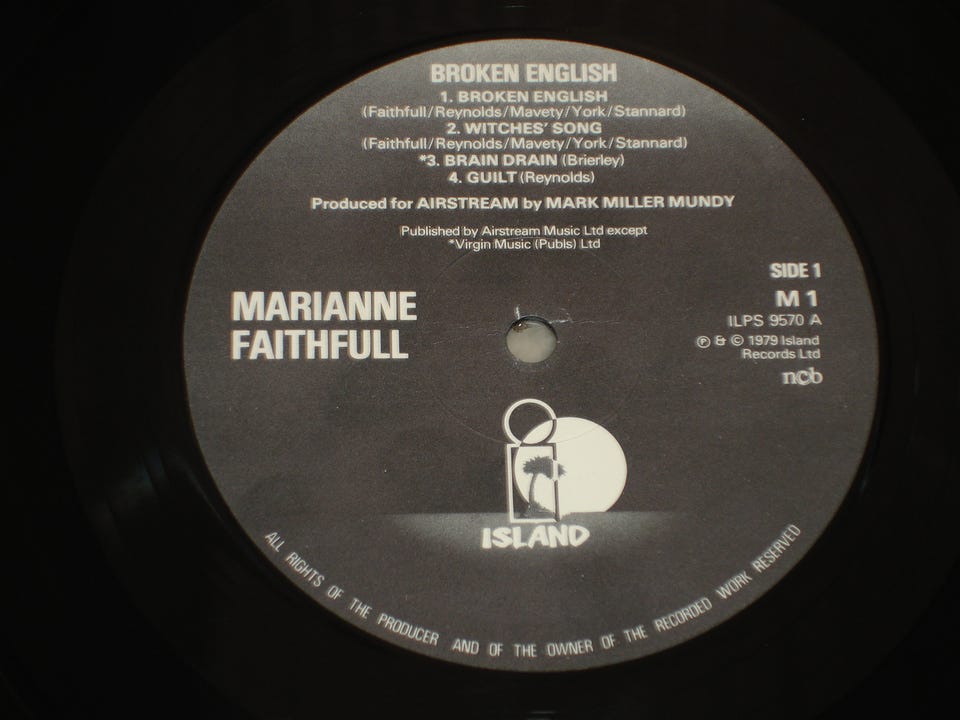 BROKEN ENGLISH
1. BROKEN ENGLISH
(Faithfull/Reynolds/Mavety/York/Stannard)
2. WITCHES' SONG
(Faithfull/Reynolds/Mavety/York/Stannard)
*3. BRAIN DRAIN (Brierley)
4. GUILT (Reynolds)
Produced for AIRSTREAM by MARK MILLER MUNDY
Published by Airstream Music Ltd except
*Virgin Music (Publs) Ltd
MARIANNE
FAITHFULL
SIDE 1
M 1
ILPS 9570 A
℗ & © 1979 Island
Records Ltd
ncb
ISLAND
ALL RIGHTS OF THE PRODUCER AND OF THE OWNER OF THE RECORDED WORK RESERVED